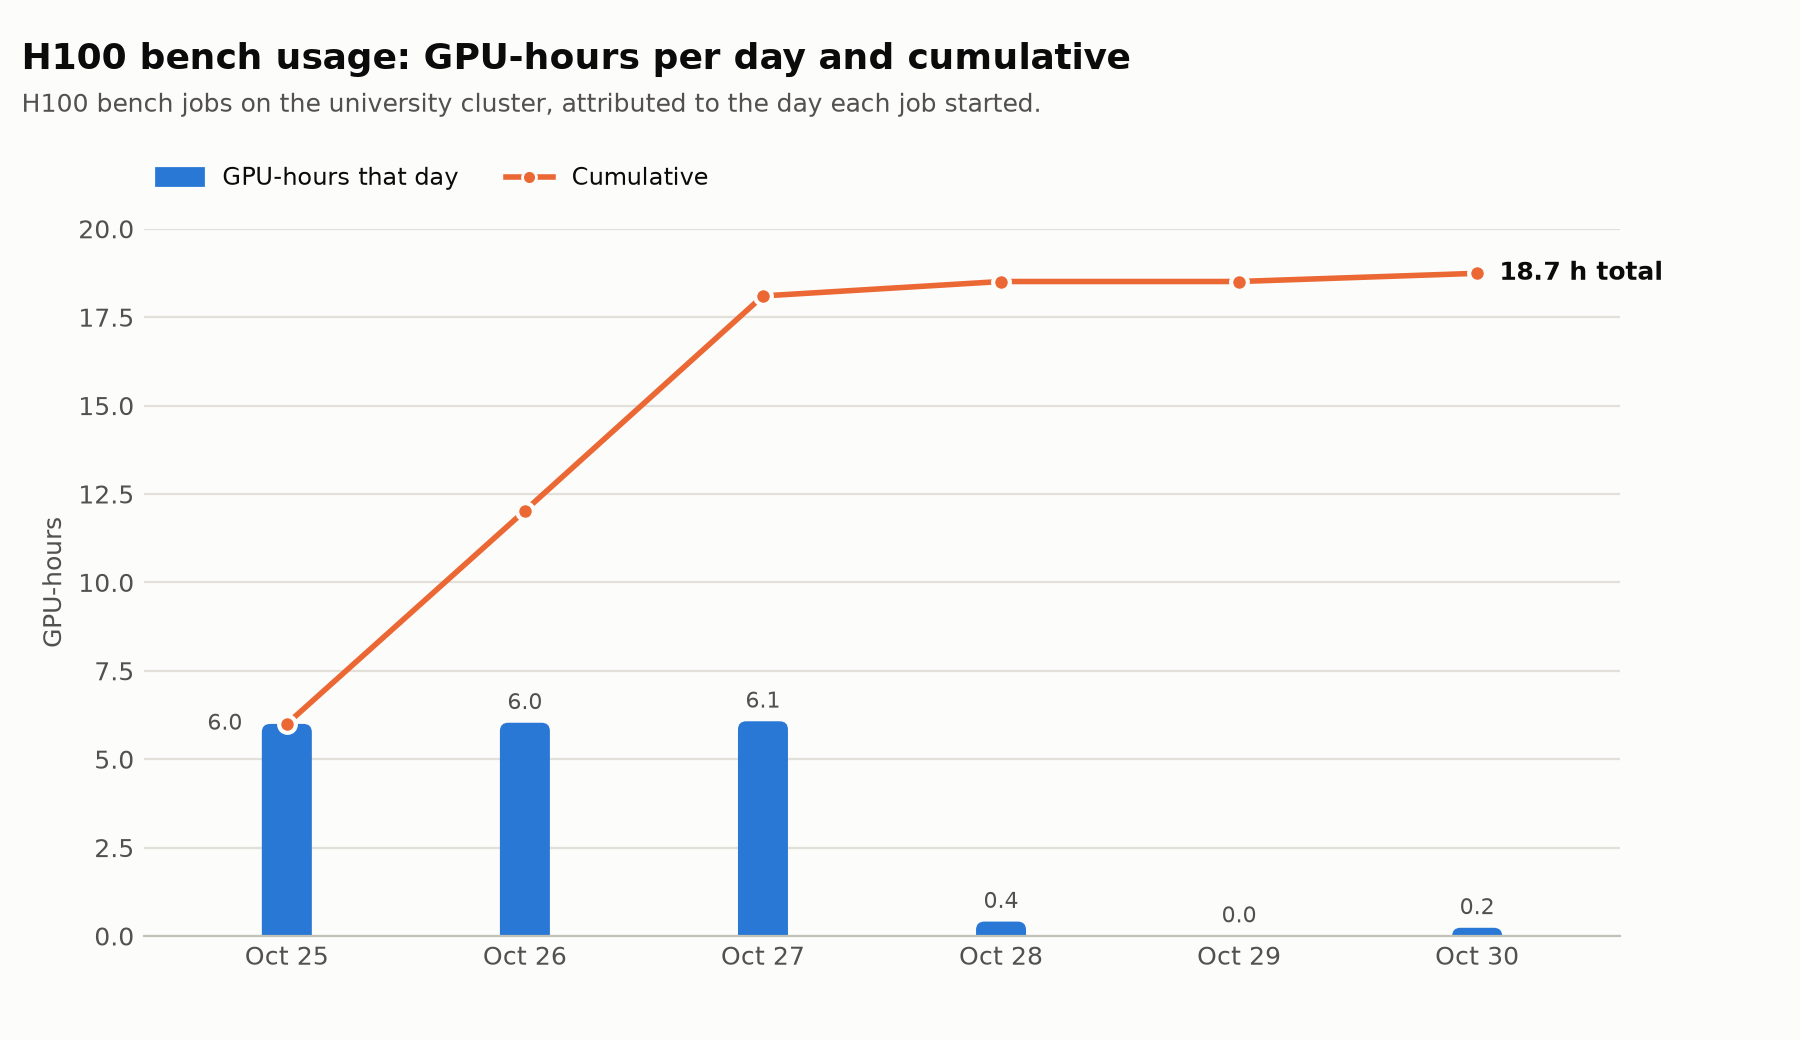 H100 bench usage: GPU-hours per day and cumulative
H100 bench jobs on the university cluster, attributed to the day each job started.
GPU-hours that day
Cumulative
20.0
17.5
15.0
12.5
10.0
7.5
5.0
2.5
0.0
GPU-hours
18.7 h total
6.0
6.0
6.1
0.4
0.0
0.2
Oct 25
Oct 26
Oct 27
Oct 28
Oct 29
Oct 30